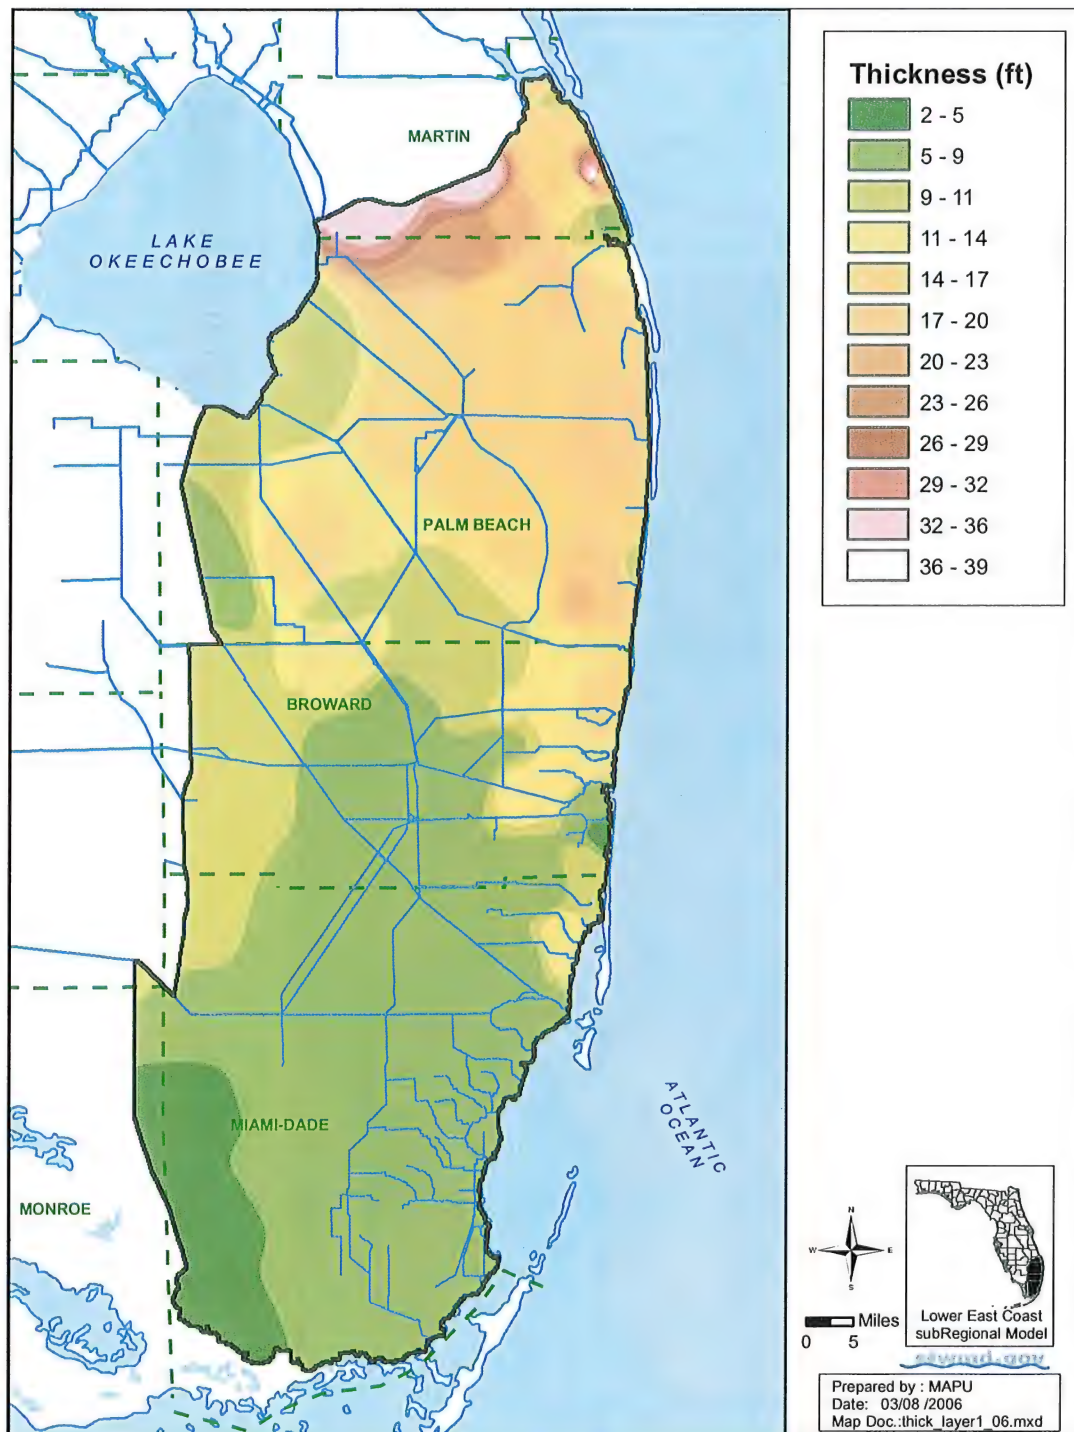 MARTIN
LAKE
OKEECHOBEE
PALM BEACH
BROWARD
MIAMI-DADE
MONROE
ATLANTIC
OCEAN
Thickness (ft)
2 - 5
5 - 9
9 - 11
11 - 14
14 - 17
17 - 20
20 - 23
23 - 26
26 - 29
29 - 32
32 - 36
36 - 39
N
W E
S
Miles
0 5
Lower East Coast
subRegional Model
sfwmd.gov
Prepared by : MAPU
Date: 03/08 /2006
Map Doc.:thick_layer1_06.mxd